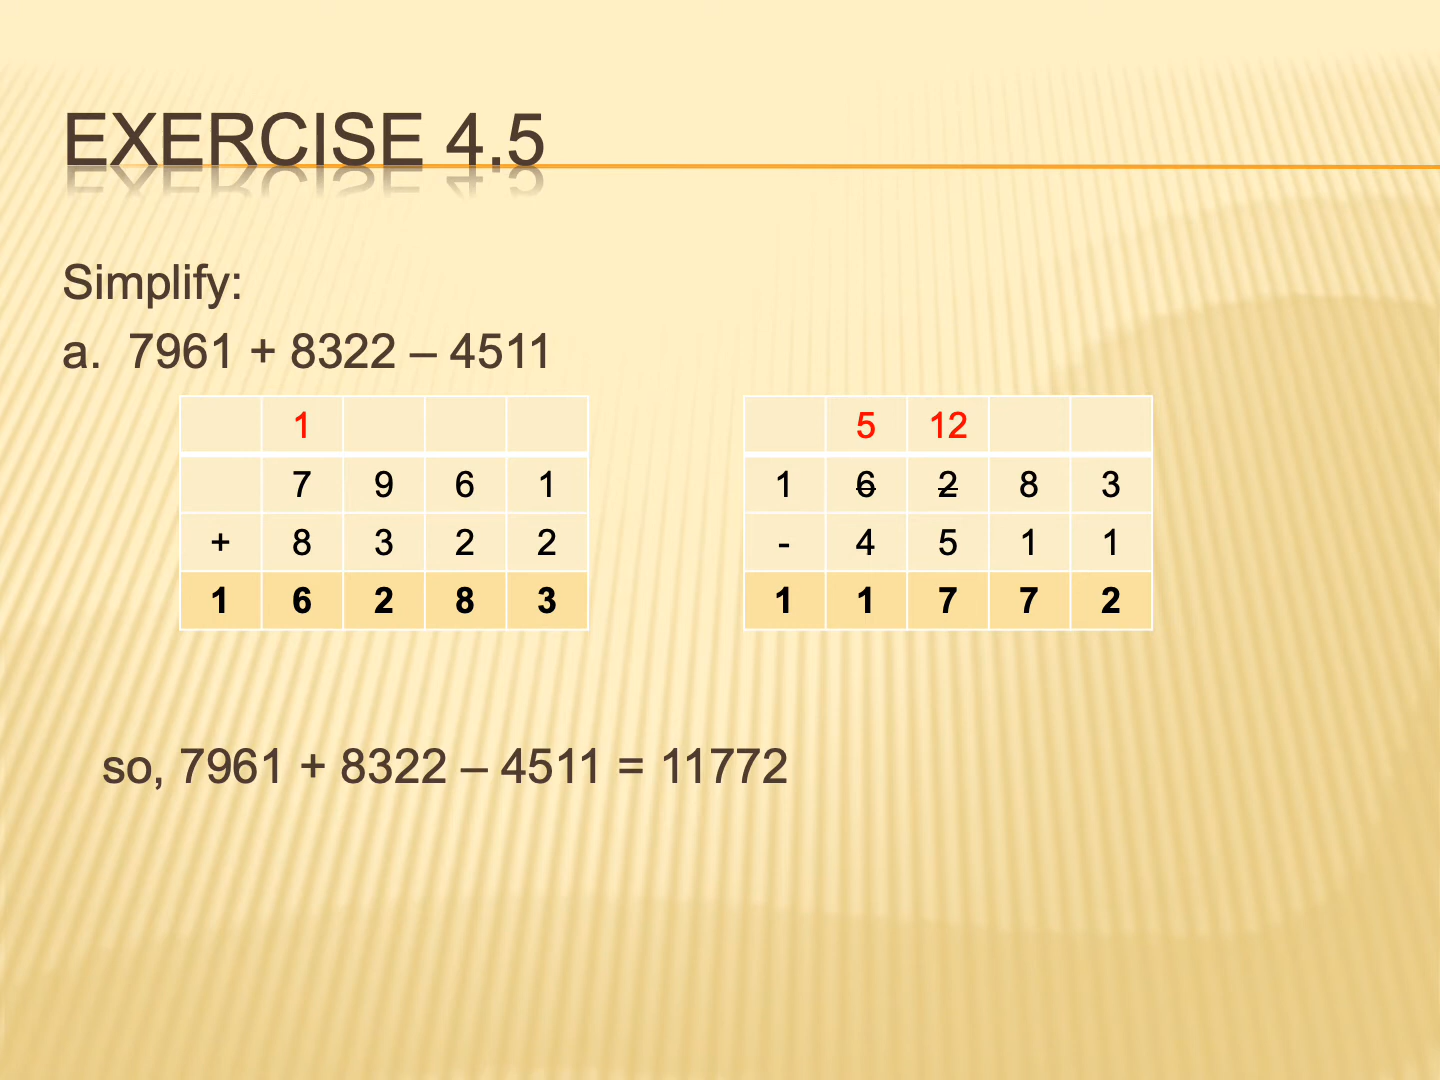 EXERCISE 4.5
Simplify:
a. 7961 + 8322 – 4511
1
7 9 6 1
+ 8 3 2 2
1 6 2 8 3
5 12
1 6 2 8 3
- 4 5 1 1
1 1 7 7 2
so, 7961 + 8322 – 4511 = 11772